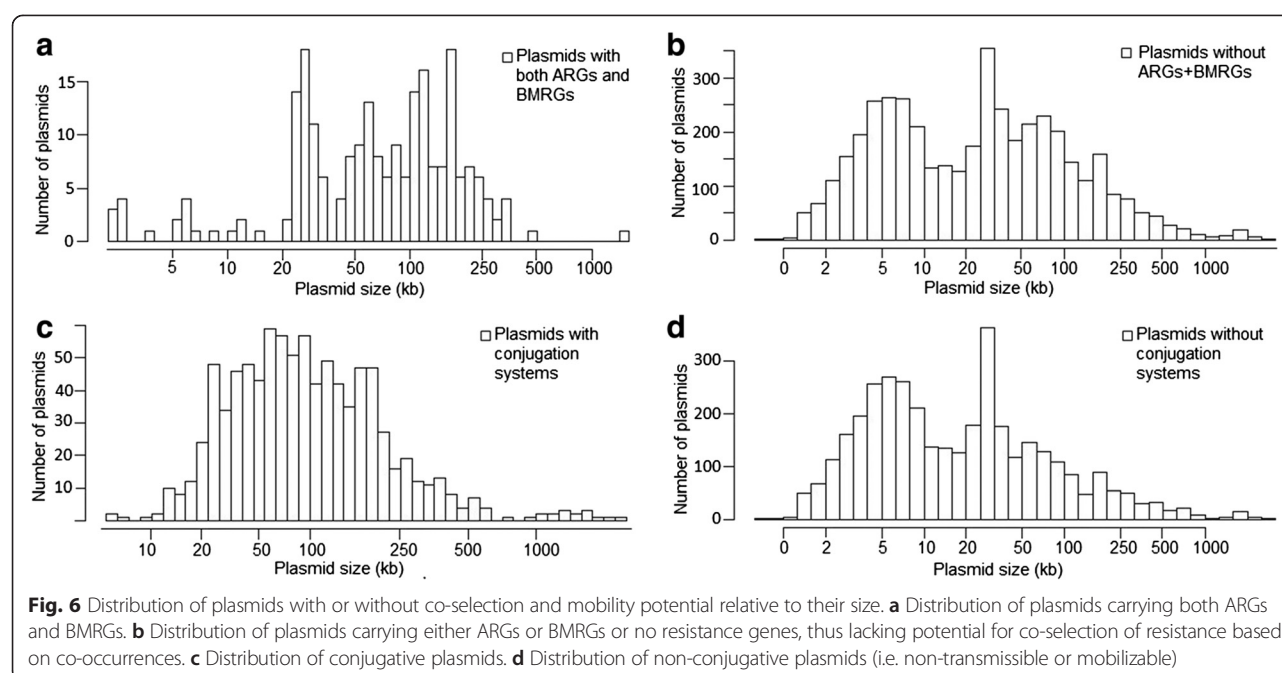 a
Plasmids with
both ARGs and
BMRGs
Number of plasmids
15
10
5
0
5 10 20 50 100 250 500 1000
Plasmid size (kb)
b
Plasmids without
ARGs+BMRGs
Number of plasmids
300
200
100
0
0 2 5 10 20 50 100 250 500 1000
Plasmid size (kb)
c
Plasmids with
conjugation
systems
Number of plasmids
50
40
30
20
10
10 20 50 100 250 500 1000
Plasmid size (kb)
d
Plasmids without
conjugation
systems
Number of plasmids
300
200
100
0
0 2 5 10 20 50 100 250 500 1000
Plasmid size (kb)
Fig. 6 Distribution of plasmids with or without co-selection and mobility potential relative to their size. a Distribution of plasmids carrying both ARGs
and BMRGs. b Distribution of plasmids carrying either ARGs or BMRGs or no resistance genes, thus lacking potential for co-selection of resistance based
on co-occurrences. c Distribution of conjugative plasmids. d Distribution of non-conjugative plasmids (i.e. non-transmissible or mobilizable)